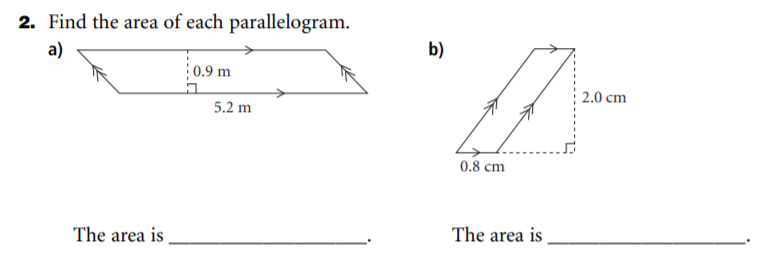 2. Find the area of each parallelogram.
a)
0.9 m
5.2 m
The area is ____________________.
b)
2.0 cm
0.8 cm
The area is ____________________.